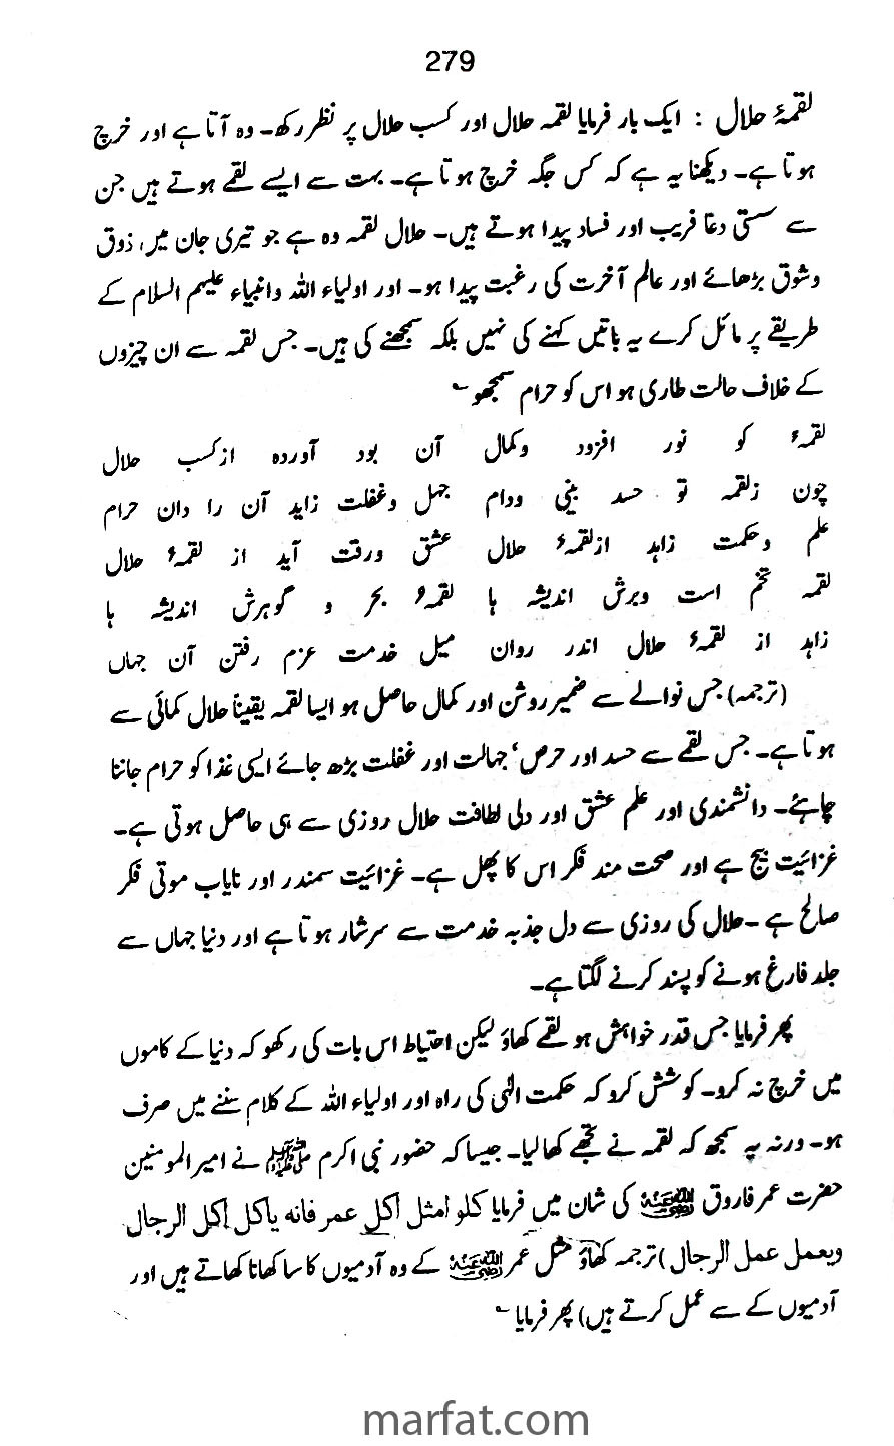 279
لقمۂ حلال : ایک بار فرمایا لقمہ حلال اور کسب حلال پر نظر رکھ۔ وہ آتا ہے اور خرچ
ہوتا ہے۔ دیکھنا یہ ہے کہ کس جگہ خرچ ہوتا ہے۔ بہت سے ایسے لقمے ہوتے ہیں جن
سے سستی دغا فریب اور فساد پیدا ہوتے ہیں۔ حلال لقمہ وہ ہے جو تیری جان میں، ذوق
وشوق بڑھائے اور عالم آخرت کی رغبت پیدا ہو۔ اور اولیاء اللہ وانبیاء علیہم السلام کے
طریقے پر مائل کرے یہ باتیں کہنے کی نہیں بلکہ سمجھنے کی ہیں۔ جس لقمہ سے ان چیزوں
کے خلاف حالت طاری ہو اس کو حرام سمجھو ؎
لقمۂ کو نور افزود وکمال آن بود آوردہ ازکسب حلال
چون زلقمہ تو حسد بینی ودام جہل وغفلت زاید آن را دان حرام
علم وحکمت زاہد ازلقمۂ حلال عشق ورقت آید از لقمۂ حلال
لقمہ تخم است وبرش اندیشہ ہا لقمۂ بحر و گوہرش اندیشہ ہا
زاہد از لقمۂ حلال اندر روان میل خدمت عزم رفتن آن جہاں
(ترجمہ) جس نوالے سے ضمیر روشن اور کمال حاصل ہو ایسا لقمہ یقیناً حلال کمائی سے
ہوتا ہے۔ جس لقمے سے حسد اور حرص‘ جہالت اور غفلت بڑھ جائے ایسی غذا کو حرام جاننا
چاہئے۔ دانشمندی اور علم عشق اور دلی لطافت حلال روزی سے ہی حاصل ہوتی ہے۔
غزائیت بیج ہے اور صحت مند فکر اس کا پھل ہے۔ غزائیت سمندر اور نایاب موتی فکر
صالح ہے ۔حلال کی روزی سے دل جذبہ خدمت سے سرشار ہوتا ہے اور دنیا جہاں سے
جلد فارغ ہونے کو پسند کرنے لگتا ہے۔
پھر فرمایا جس قدر خواہش ہو لقمے کھاؤ لیکن احتیاط اس بات کی رکھو کہ دنیا کے کاموں
میں خرچ نہ کرو۔ کوشش کرو کہ حکمت الٰہی کی راہ اور اولیاء اللہ کے کلام سننے میں صرف
ہو۔ ورنہ یہ سمجھ کہ لقمہ نے تجھے کھا لیا۔ جیسا کہ حضور نبی اکرم ﷺ نے امیرالمومنین
حضرت عمر فاروق رضی اللہ عنہ کی شان میں فرمایا کلو امثل اکل عمر فانہ یاکل اکل الرجال
ویعمل عمل الرجال )ترجمہ کھاؤ مثل عمر رضی اللہ عنہ کے وہ آدمیوں کا سا کھانا کھاتے ہیں اور
آدمیوں کے سے عمل کرتے ہیں) پھر فرمایا ؎
marfat.com